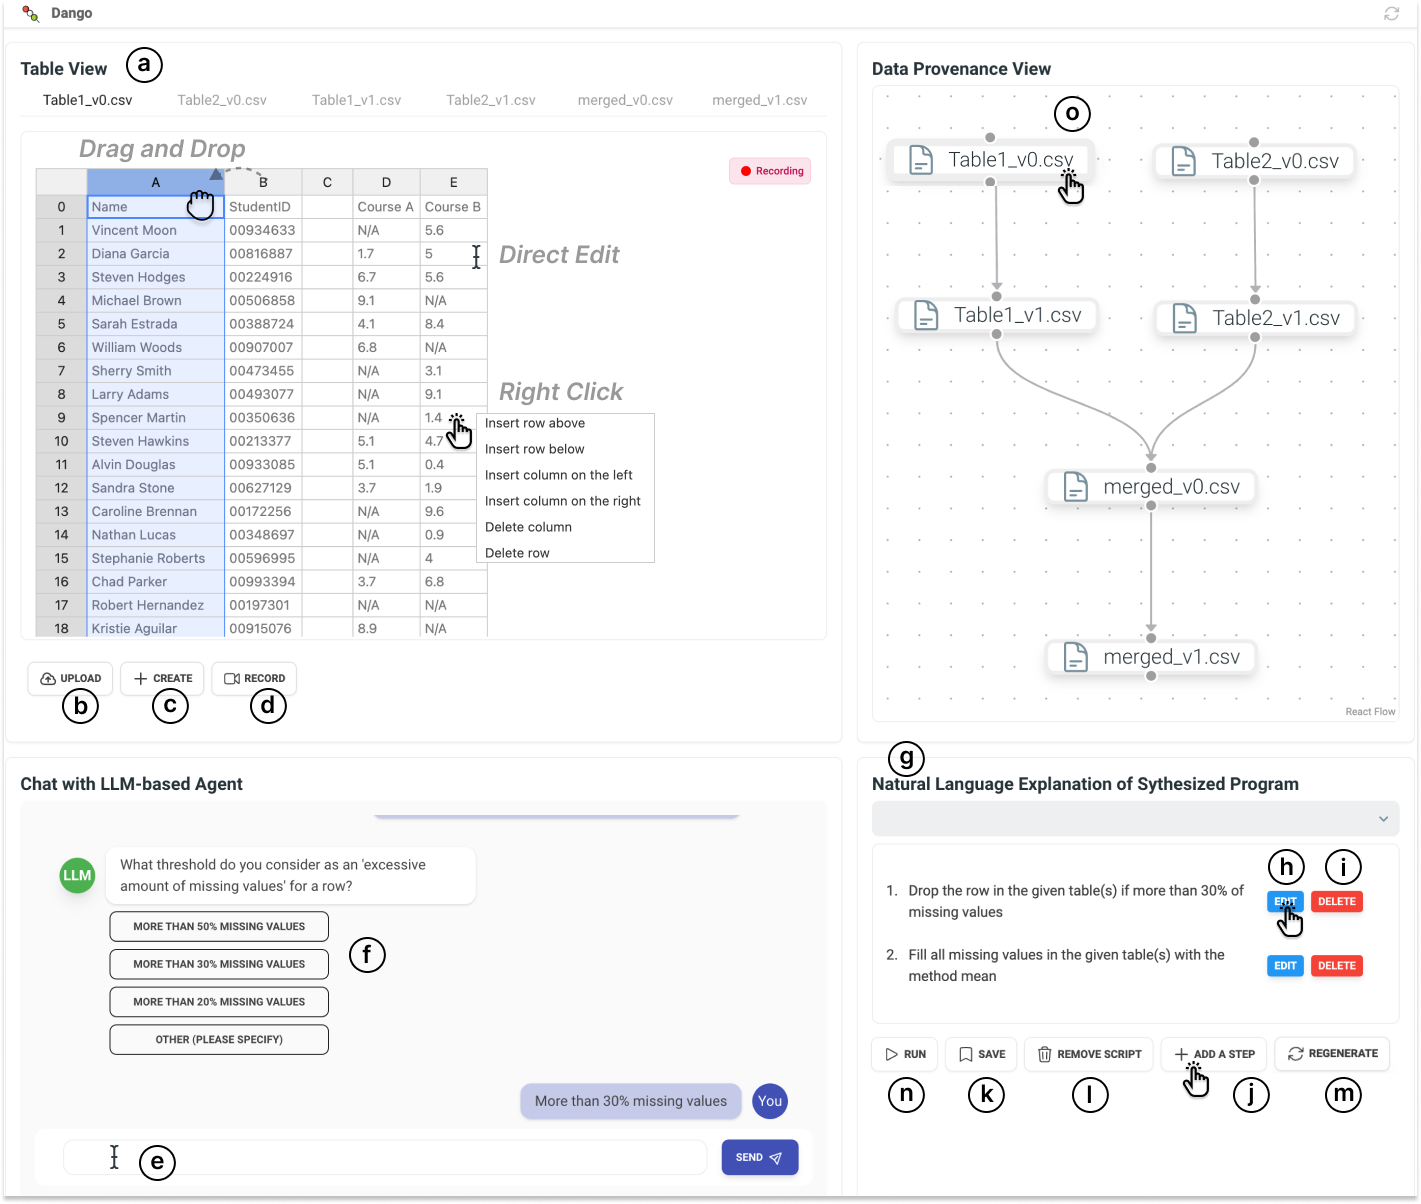 Dango
Table View
a
Table1_v0.csv Table2_v0.csv Table1_v1.csv Table2_v1.csv merged_v0.csv merged_v1.csv
Drag and Drop
Recording
A B C D E
0 Name StudentID Course A Course B
1 Vincent Moon 00934633 N/A 5.6
2 Diana Garcia 00816887 1.7 5
3 Steven Hodges 00224916 6.7 5.6
4 Michael Brown 00506858 9.1 N/A
5 Sarah Estrada 00388724 4.1 8.4
6 William Woods 00907007 6.8 N/A
7 Sherry Smith 00473455 N/A 3.1
8 Larry Adams 00493077 N/A 9.1
9 Spencer Martin 00350636 N/A 1.4
10 Steven Hawkins 00213377 5.1 4.7
11 Alvin Douglas 00933085 5.1 0.4
12 Sandra Stone 00627129 3.7 1.9
13 Caroline Brennan 00172256 N/A 9.6
14 Nathan Lucas 00348697 N/A 0.9
15 Stephanie Roberts 00596995 N/A 4
16 Chad Parker 00993394 3.7 6.8
17 Robert Hernandez 00197301 N/A N/A
18 Kristie Aguilar 00915076 8.9 N/A
Direct Edit
Right Click
Insert row above
Insert row below
Insert column on the left
Insert column on the right
Delete column
Delete row
UPLOAD CREATE RECORD
b c d
Data Provenance View
o
Table1_v0.csv Table2_v0.csv
Table1_v1.csv Table2_v1.csv
merged_v0.csv
merged_v1.csv
React Flow
Chat with LLM-based Agent
LLM
What threshold do you consider as an 'excessive
amount of missing values' for a row?
MORE THAN 50% MISSING VALUES
MORE THAN 30% MISSING VALUES
MORE THAN 20% MISSING VALUES
OTHER (PLEASE SPECIFY)
f
More than 30% missing values You
e
SEND
g
Natural Language Explanation of Sythesized Program
h i
1. Drop the row in the given table(s) if more than 30% of
missing values
EDIT DELETE
2. Fill all missing values in the given table(s) with the
method mean
EDIT DELETE
RUN SAVE REMOVE SCRIPT ADD A STEP REGENERATE
n k l j m